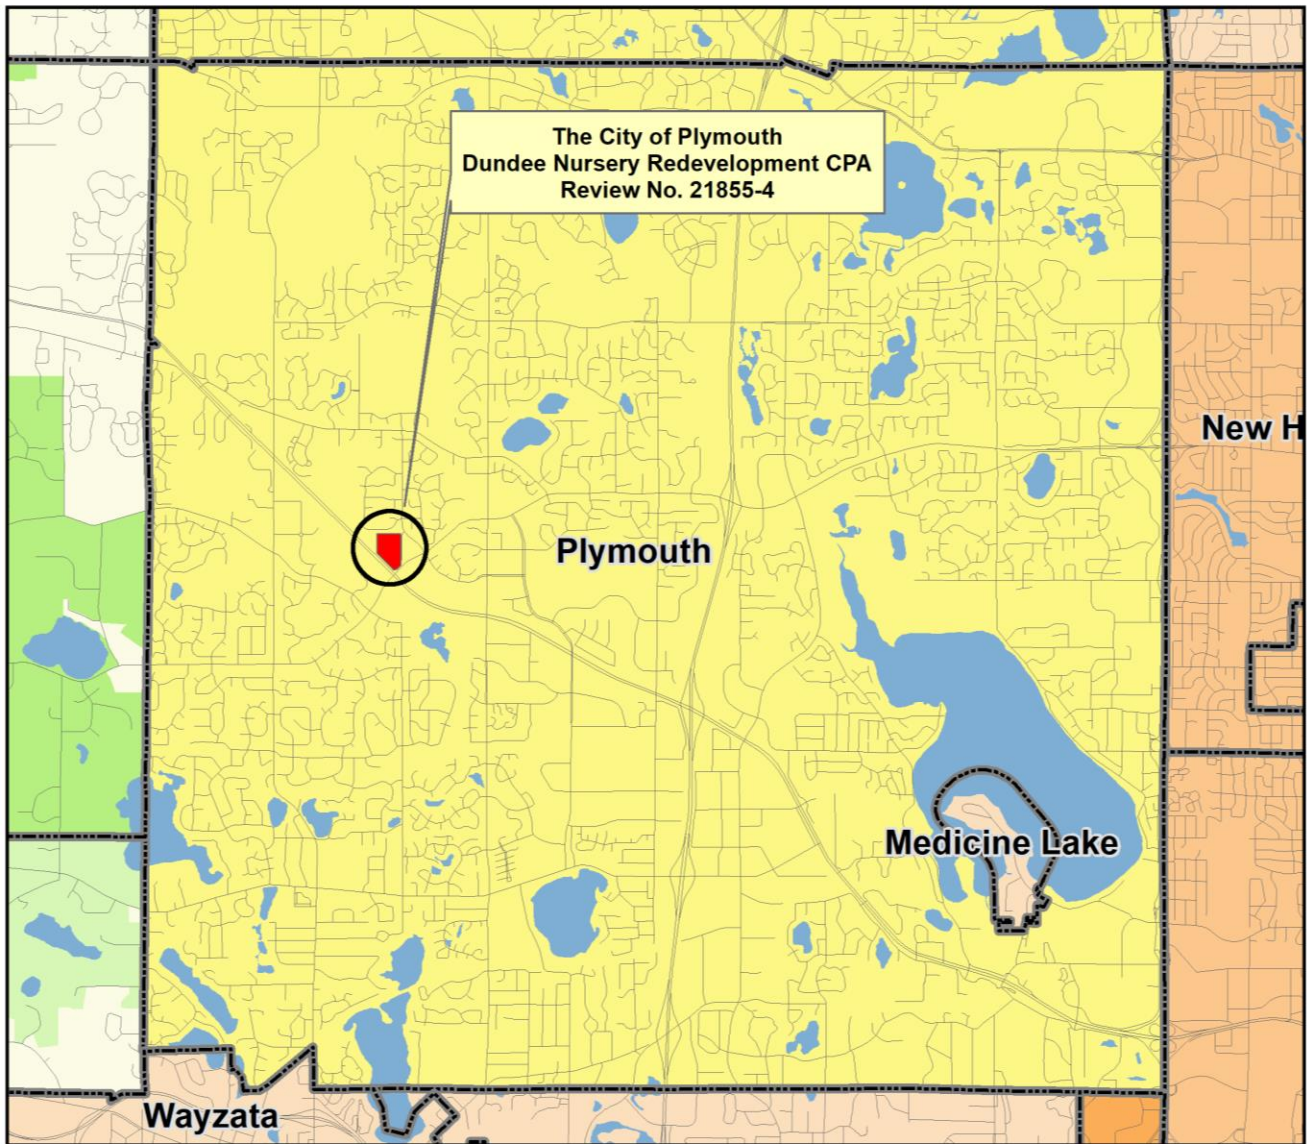 The City of Plymouth
Dundee Nursery Redevelopment CPA
Review No. 21855-4
New H
Plymouth
Medicine Lake
Wayzata